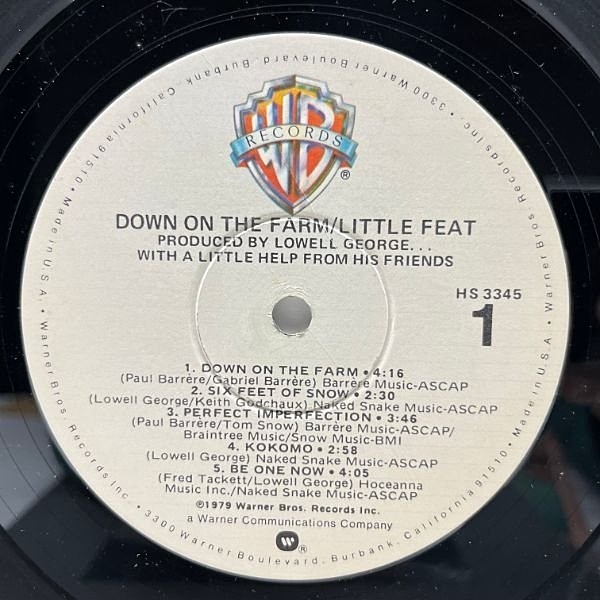 WB
RECORDS
®
DOWN ON THE FARM/LITTLE FEAT
PRODUCED BY LOWELL GEORGE...
WITH A LITTLE HELP FROM HIS FRIENDS
HS 3345
1
1. DOWN ON THE FARM • 4:16
(Paul Barrère/Gabriel Barrère) Barrère Music-ASCAP
2. SIX FEET OF SNOW • 2:30
(Lowell George/Keith Godchaux) Naked Snake Music-ASCAP
3. PERFECT IMPERFECTION • 3:46
(Paul Barrère/Tom Snow) Barrère Music-ASCAP/
Braintree Music/Snow Music-BMI
4. KOKOMO • 2:58
(Lowell George) Naked Snake Music-ASCAP
5. BE ONE NOW • 4:05
(Fred Tackett/Lowell George) Hoceanna
Music Inc./Naked Snake Music-ASCAP
℗1979 Warner Bros. Records Inc.
a Warner Communications Company
W®
Warner Bros. Records Inc. • 3300 Warner Boulevard, Burbank, California 91510 • Made in U.S.A. •
Warner Bros. Records Inc. • 3300 Warner Boulevard, Burbank, California 91510 • Made in U.S.A. •